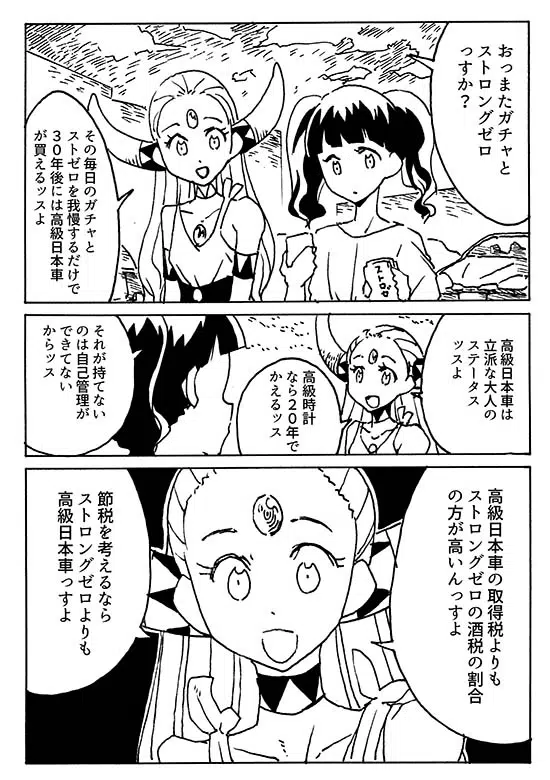 おっまたガチャと
ストロングゼロ
っすか?
その毎日のガチャと
ストゼロを我慢するだけで
30年後には高級日本車
が買えるッスよ
ストロング
高級日本車は
立派な大人の
ステータス
ッスよ
高級時計
なら20年で
かえるッス
それが持てない
のは自己管理が
できてない
からッス
高級日本車の取得税よりも
ストロングゼロの酒税の割合
の方が高いんっすよ
節税を考えるなら
ストロングゼロよりも
高級日本車っすよ